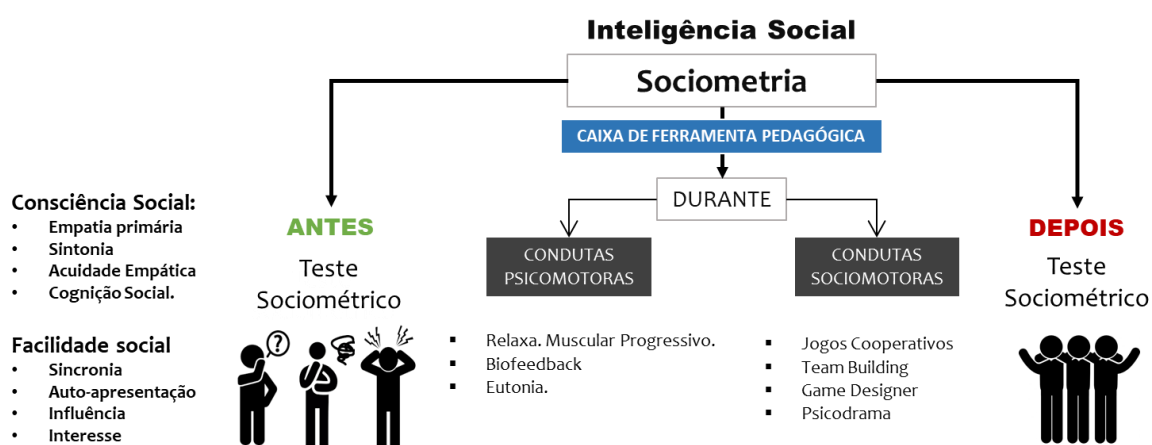 Inteligência Social
Sociometria
CAIXA DE FERRAMENTA PEDAGÓGICA
DURANTE
Consciência Social:
• Empatia primária
• Sintonia
• Acuidade Empática
• Cognição Social.
Facilidade social
• Sincronia
• Auto-apresentação
• Influência
• Interesse
ANTES
Teste
Sociométrico
?
CONDUTAS
PSICOMOTORAS
▪ Relaxa. Muscular Progressivo.
▪ Biofeedback
▪ Eutonia.
CONDUTAS
SOCIOMOTORAS
▪ Jogos Cooperativos
▪ Team Building
▪ Game Designer
▪ Psicodrama
DEPOIS
Teste
Sociométrico